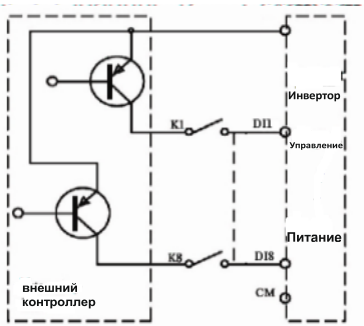 Инвертор
K1
DI1
Управление
Питание
K8
DI8
CM
внешний
контроллер